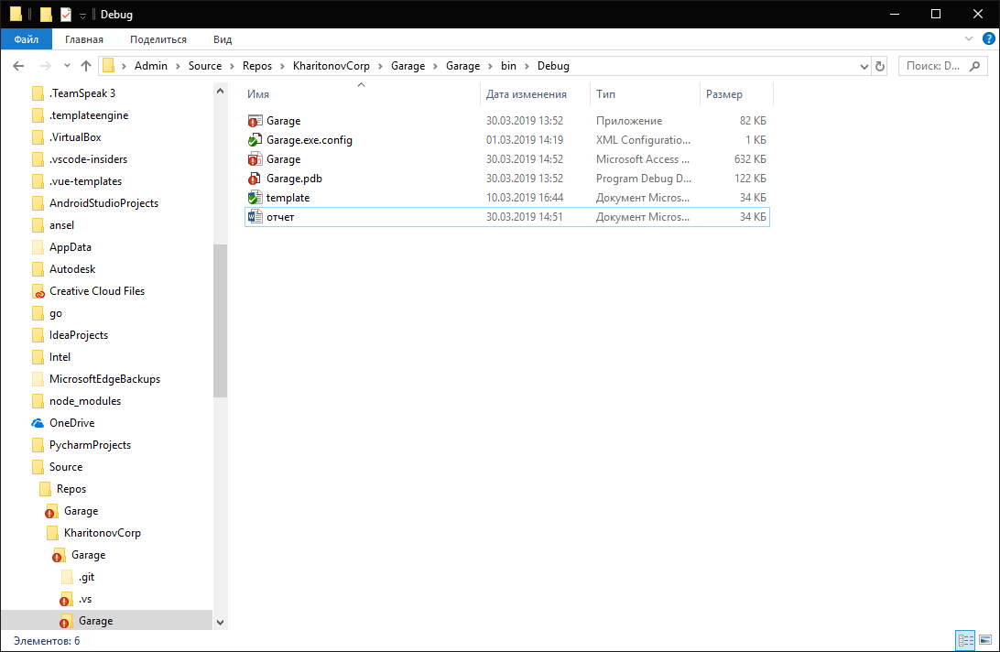 Debug
Файл Главная Поделиться Вид
Admin Source Repos KharitonovCorp Garage Garage bin Debug Поиск: D...
.TeamSpeak 3
.templateengine
.VirtualBox
.vscode-insiders
.vue-templates
AndroidStudioProjects
ansel
AppData
Autodesk
Creative Cloud Files
go
IdeaProjects
Intel
MicrosoftEdgeBackups
node_modules
OneDrive
PycharmProjects
Source
Repos
Garage
KharitonovCorp
Garage
.git
.vs
Garage
Имя Дата изменения Тип Размер
Garage 30.03.2019 13:52 Приложение 82 КБ
Garage.exe.config 01.03.2019 14:19 XML Configuratio... 1 КБ
Garage 30.03.2019 14:52 Microsoft Access ... 632 КБ
Garage.pdb 30.03.2019 13:52 Program Debug D... 122 КБ
template 10.03.2019 16:44 Документ Micros... 34 КБ
отчет 30.03.2019 14:51 Документ Micros... 34 КБ
Элементов: 6